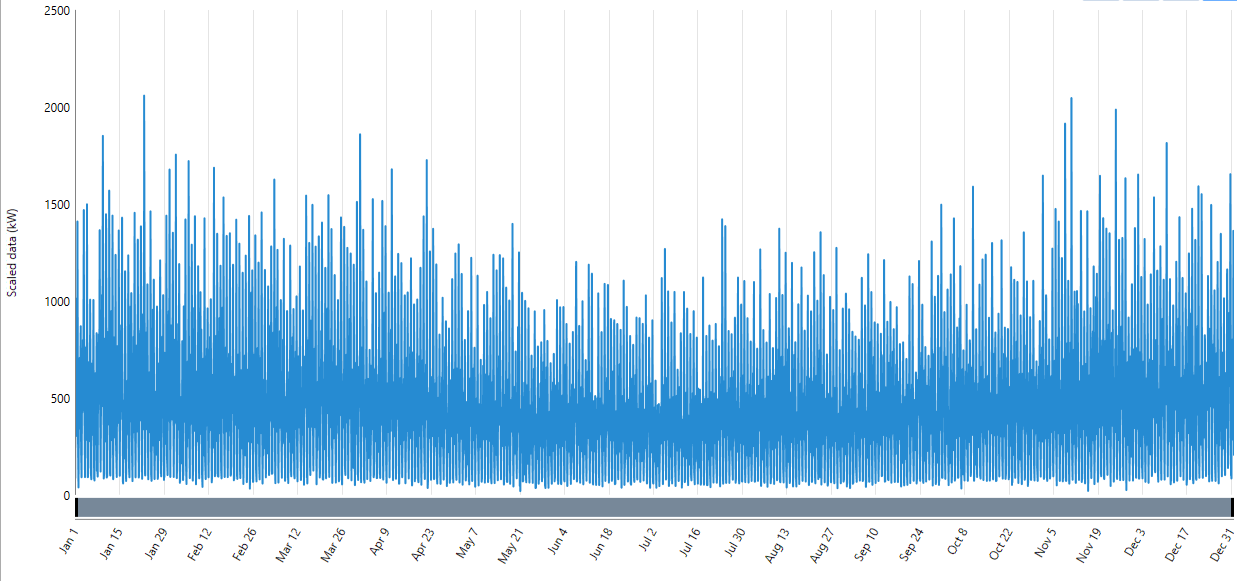 Scaled data (kW)
2500
2000
1500
1000
500
0
Jan 1
Jan 15
Jan 29
Feb 12
Feb 26
Mar 12
Mar 26
Apr 9
Apr 23
May 7
May 21
Jun 4
Jun 18
Jul 2
Jul 16
Jul 30
Aug 13
Aug 27
Sep 10
Sep 24
Oct 8
Oct 22
Nov 5
Nov 19
Dec 3
Dec 17
Dec 31